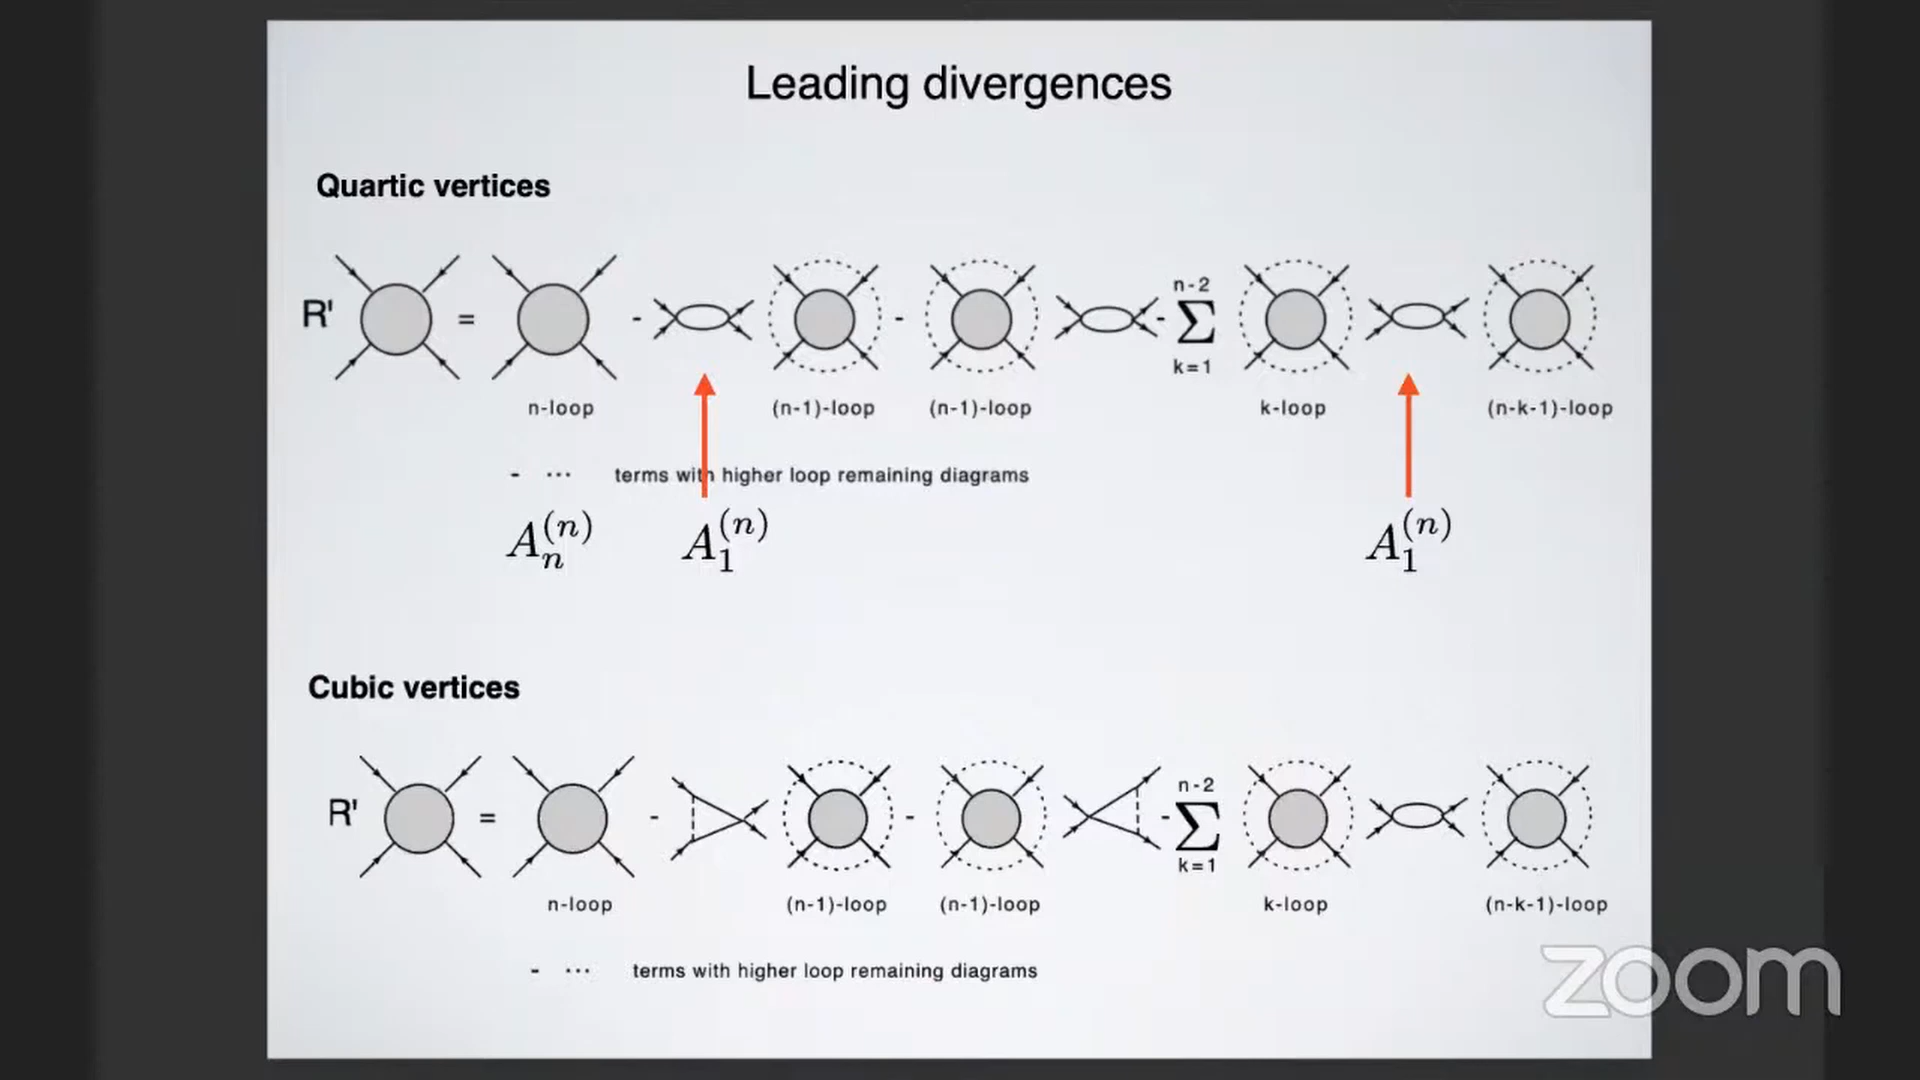 Leading divergences
Quartic vertices
R' = - - - n-2 Σ k=1
n-loop (n-1)-loop (n-1)-loop k-loop (n-k-1)-loop
- ... terms with higher loop remaining diagrams
A_n^{(n)} A_1^{(n)} A_1^{(n)}
Cubic vertices
R' = - - - n-2 Σ k=1
n-loop (n-1)-loop (n-1)-loop k-loop (n-k-1)-loop
- ... terms with higher loop remaining diagrams
zoom